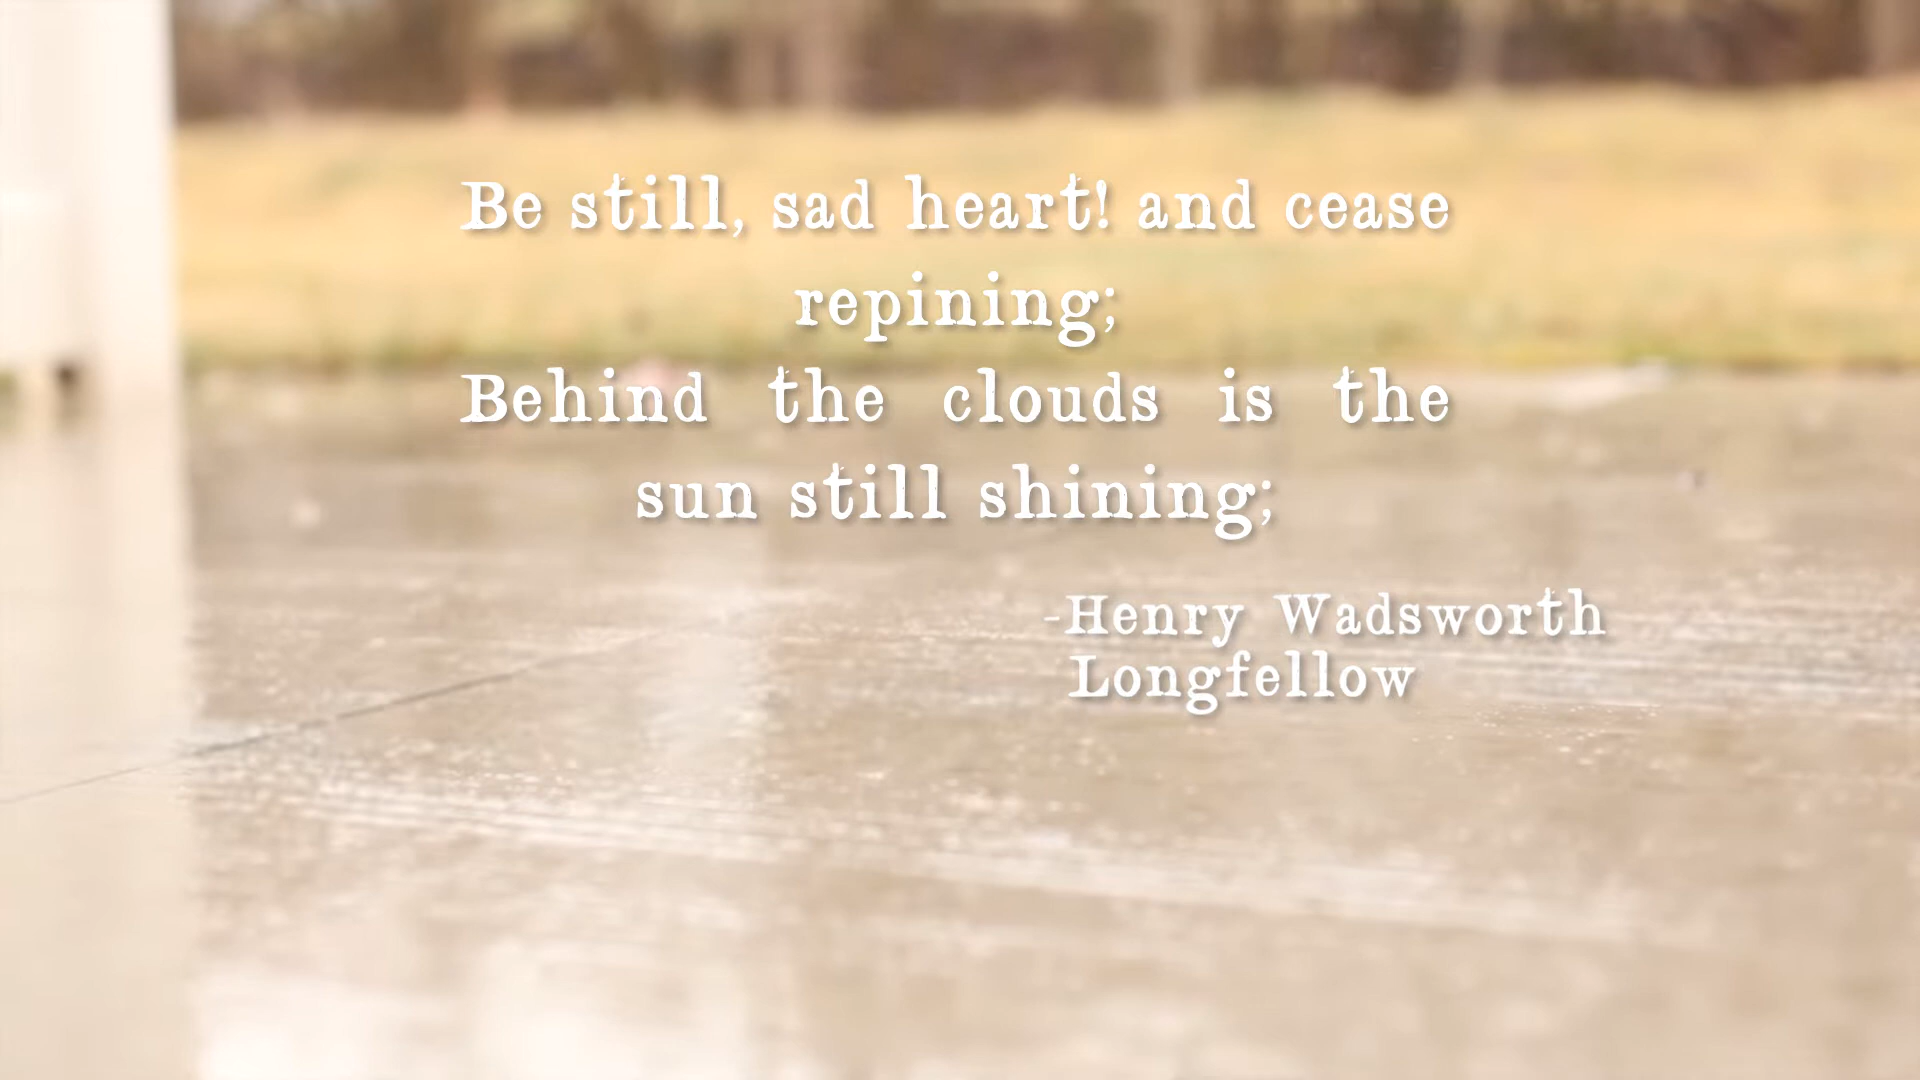 Be still, sad heart! and cease
repining;
Behind the clouds is the
sun still shining;
-Henry Wadsworth
Longfellow